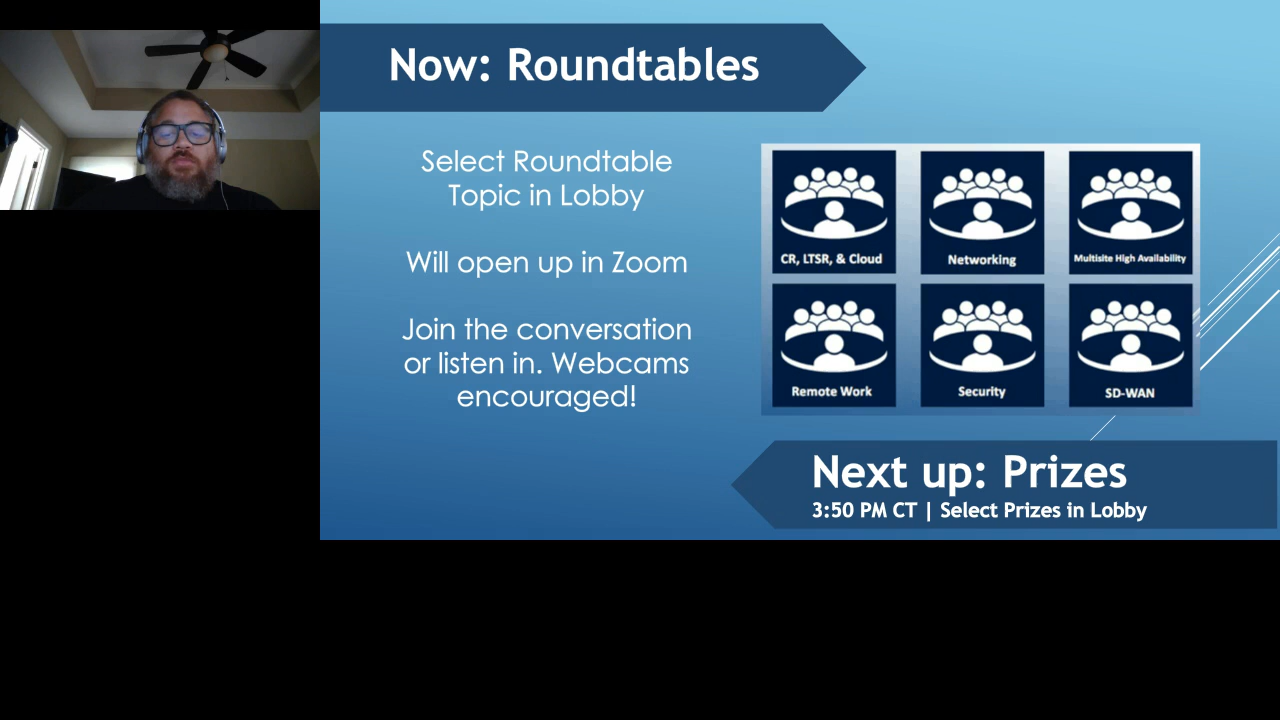 Now: Roundtables
Select Roundtable
Topic in Lobby
Will open up in Zoom
Join the conversation
or listen in. Webcams
encouraged!
CR, LTSR, & Cloud
Networking
Multisite High Availability
Remote Work
Security
SD-WAN
Next up: Prizes
3:50 PM CT | Select Prizes in Lobby